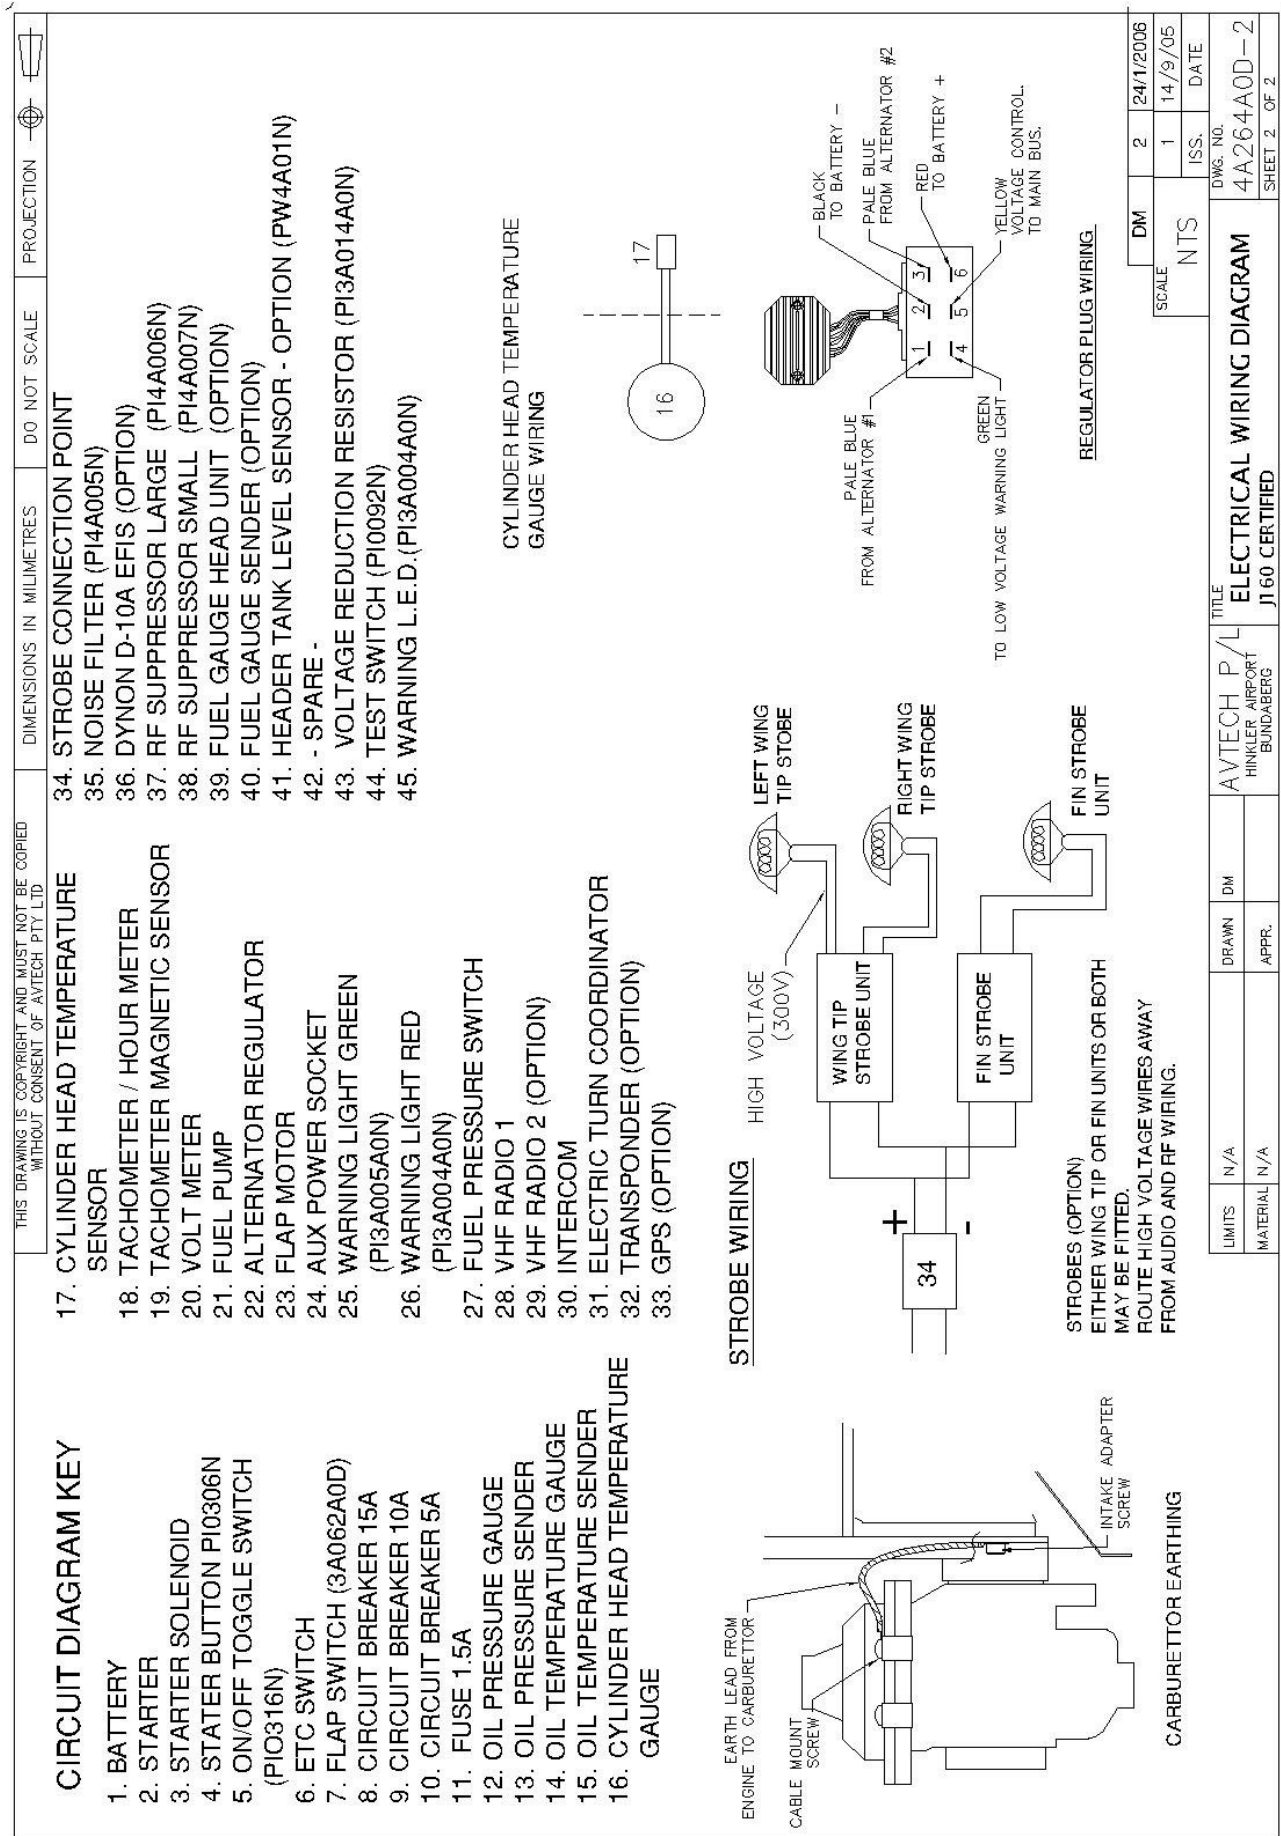 THIS DRAWING IS COPYRIGHT AND MUST NOT BE COPIED
WITHOUT CONSENT OF AVTECH PTY LTD
DIMENSIONS IN MILIMETRES
DO NOT SCALE
PROJECTION
CIRCUIT DIAGRAM KEY
1. BATTERY
2. STARTER
3. STARTER SOLENOID
4. STATER BUTTON PI0306N
5. ON/OFF TOGGLE SWITCH
(PIO316N)
6. ETC SWITCH
7. FLAP SWITCH (3A062A0D)
8. CIRCUIT BREAKER 15A
9. CIRCUIT BREAKER 10A
10. CIRCUIT BREAKER 5A
11. FUSE 1.5A
12. OIL PRESSURE GAUGE
13. OIL PRESSURE SENDER
14. OIL TEMPERATURE GAUGE
15. OIL TEMPERATURE SENDER
16. CYLINDER HEAD TEMPERATURE
GAUGE
17. CYLINDER HEAD TEMPERATURE
SENSOR
18. TACHOMETER / HOUR METER
19. TACHOMETER MAGNETIC SENSOR
20. VOLT METER
21. FUEL PUMP
22. ALTERNATOR REGULATOR
23. FLAP MOTOR
24. AUX POWER SOCKET
25. WARNING LIGHT GREEN
(PI3A005A0N)
26. WARNING LIGHT RED
(PI3A004A0N)
27. FUEL PRESSURE SWITCH
28. VHF RADIO 1
29. VHF RADIO 2 (OPTION)
30. INTERCOM
31. ELECTRIC TURN COORDINATOR
32. TRANSPONDER (OPTION)
33. GPS (OPTION)
34. STROBE CONNECTION POINT
35. NOISE FILTER (PI4A005N)
36. DYNON D-10A EFIS (OPTION)
37. RF SUPPRESSOR LARGE (PI4A006N)
38. RF SUPPRESSOR SMALL (PI4A007N)
39. FUEL GAUGE HEAD UNIT (OPTION)
40. FUEL GAUGE SENDER (OPTION)
41. HEADER TANK LEVEL SENSOR - OPTION (PW4A01N)
42. - SPARE -
43. VOLTAGE REDUCTION RESISTOR (PI3A014A0N)
44. TEST SWITCH (PI0092N)
45. WARNING L.E.D.(PI3A004A0N)
CYLINDER HEAD TEMPERATURE
GAUGE WIRING
16
17
EARTH LEAD FROM
ENGINE TO CARBURETTOR
CABLE MOUNT
SCREW
INTAKE ADAPTER
SCREW
CARBURETTOR EARTHING
STROBE WIRING
34
+
-
HIGH VOLTAGE
(300V)
WING TIP
STROBE UNIT
FIN STROBE
UNIT
LEFT WING
TIP STOBE
RIGHT WING
TIP STROBE
FIN STROBE
UNIT
STROBES (OPTION)
EITHER WING TIP OR FIN UNITS OR BOTH
MAY BE FITTED.
ROUTE HIGH VOLTAGE WIRES AWAY
FROM AUDIO AND RF WIRING.
BLACK
TO BATTERY -
PALE BLUE
FROM ALTERNATOR #2
RED
TO BATTERY +
YELLOW
VOLTAGE CONTROL.
TO MAIN BUS.
PALE BLUE
FROM ALTERNATOR #1
GREEN
TO LOW VOLTAGE WARNING LIGHT
1 2 3
4 5 6
REGULATOR PLUG WIRING
DM 2 24/1/2006
1 14/9/05
ISS. DATE
SCALE
NTS
LIMITS N/A
MATERIAL N/A
DRAWN DM
APPR.
AVTECH P/L
HINKLER AIRPORT
BUNDABERG
TITLE
ELECTRICAL WIRING DIAGRAM
J160 CERTIFIED
DWG. NO.
4A264A0D-2
SHEET 2 OF 2